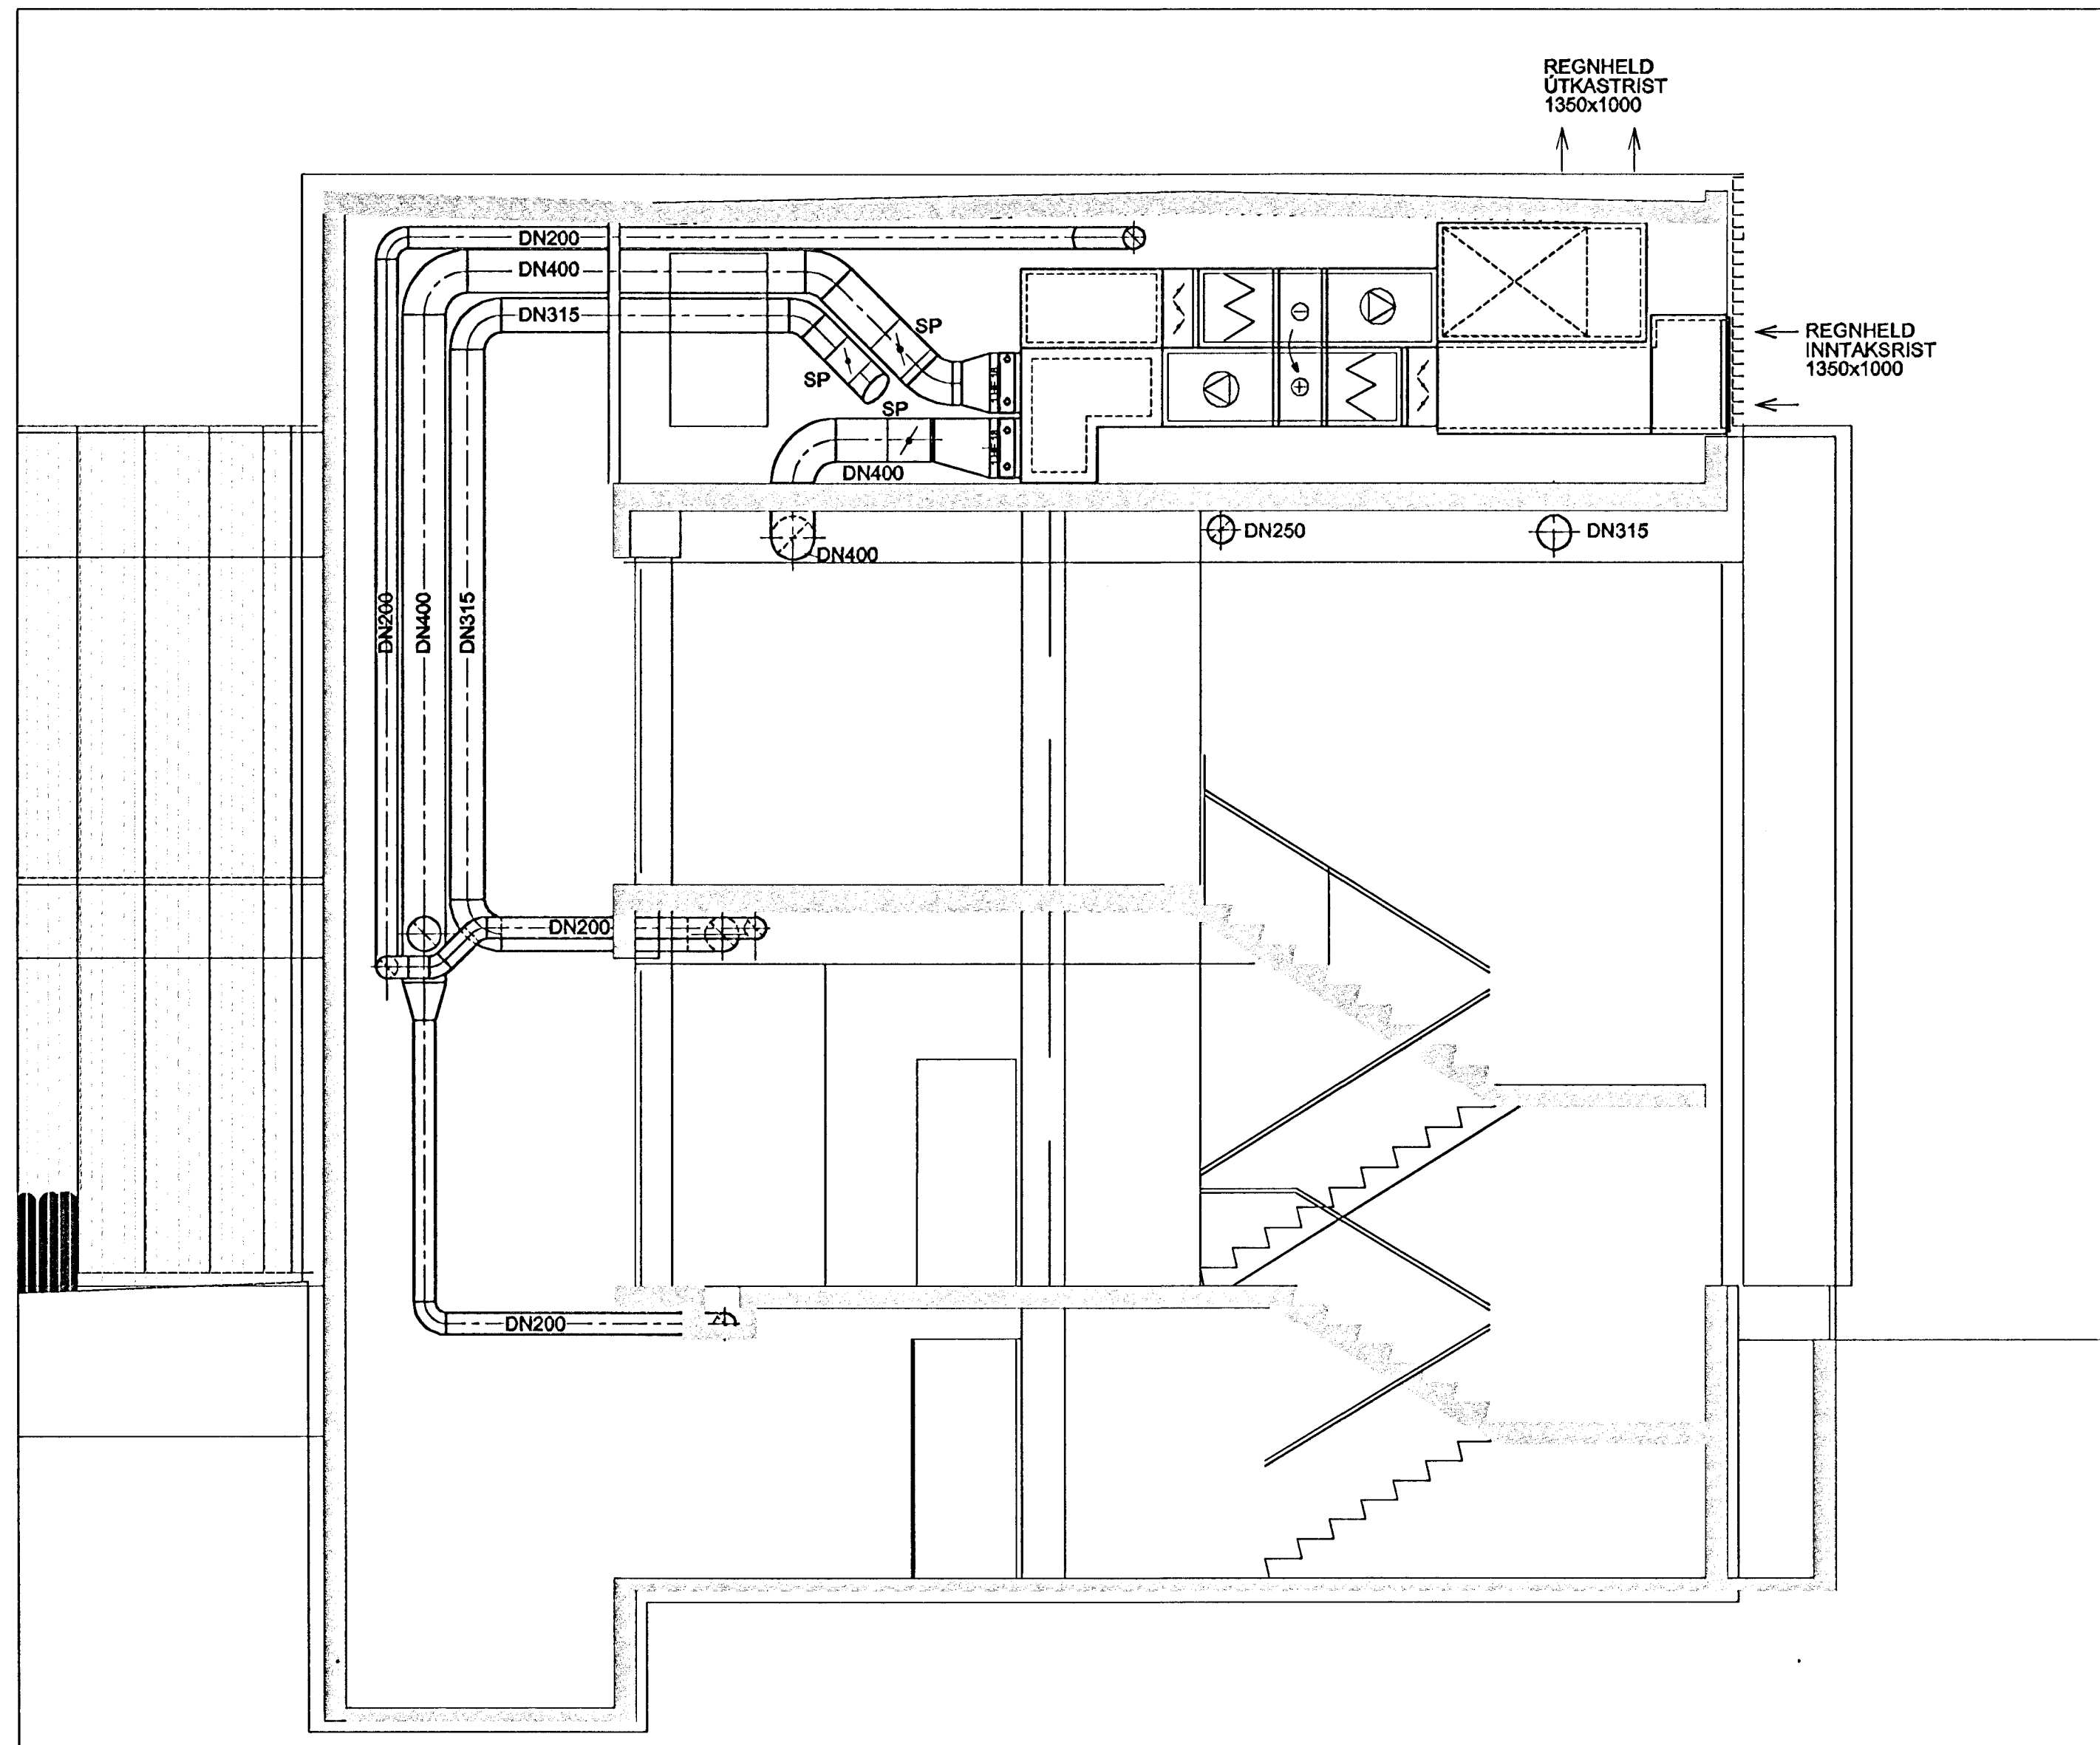 REGNHELD
ÚTKASTRIST
1350x1000
DN200
DN400
DN315
SP
SP
SP
DN400
REGNHELD
INNTAKSRIST
1350x1000
DN400
DN250
DN315
DN200
DN400
DN315
DN200
DN200